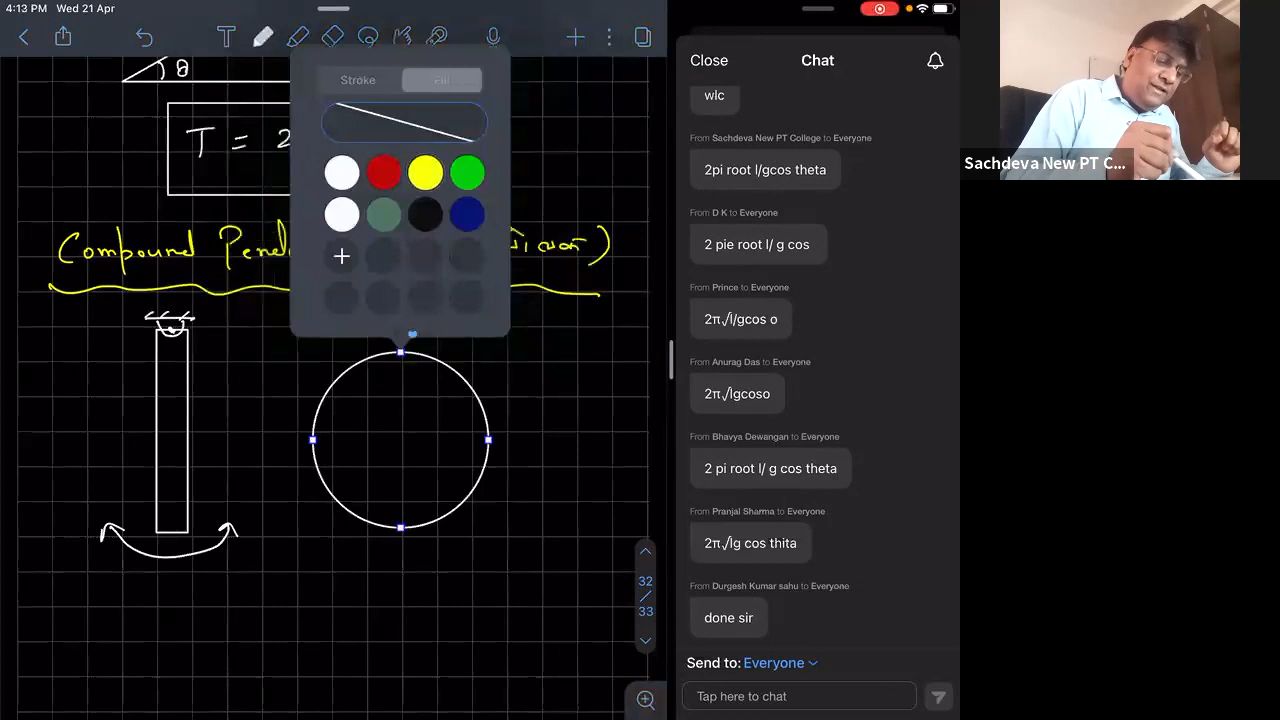 4:13 PM Wed 21 Apr
θ
T = 2
Stroke Fill
(Compound Pen
32
33
Close Chat
wlc
From Sachdeva New PT College to Everyone
2pi root l/gcos theta
From D K to Everyone
2 pie root l/ g cos
From Prince to Everyone
2π√l/gcos o
From Anurag Das to Everyone
2π√lgcoso
From Bhavya Dewangan to Everyone
2 pi root l/ g cos theta
From Pranjal Sharma to Everyone
2π√lg cos thita
From Durgesh Kumar sahu to Everyone
done sir
Send to: Everyone
Tap here to chat
Sachdeva New PT C...